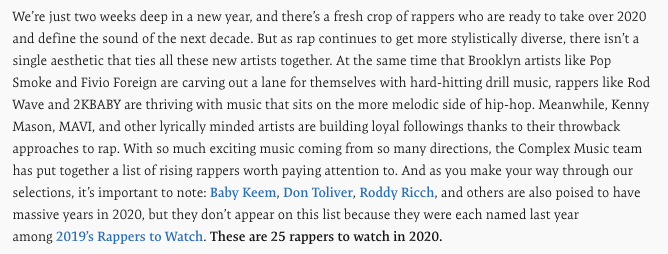 We're just two weeks deep in a new year, and there's a fresh crop of rappers who are ready to take over 2020
and define the sound of the next decade. But as rap continues to get more stylistically diverse, there isn't a
single aesthetic that ties all these new artists together. At the same time that Brooklyn artists like Pop
Smoke and Fivio Foreign are carving out a lane for themselves with hard-hitting drill music, rappers like Rod
Wave and 2KBABY are thriving with music that sits on the more melodic side of hip-hop. Meanwhile, Kenny
Mason, MAVI, and other lyrically minded artists are building loyal followings thanks to their throwback
approaches to rap. With so much exciting music coming from so many directions, the Complex Music team
has put together a list of rising rappers worth paying attention to. And as you make your way through our
selections, it's important to note: Baby Keem, Don Toliver, Roddy Ricch, and others are also poised to have
massive years in 2020, but they don't appear on this list because they were each named last year
among 2019's Rappers to Watch. These are 25 rappers to watch in 2020.